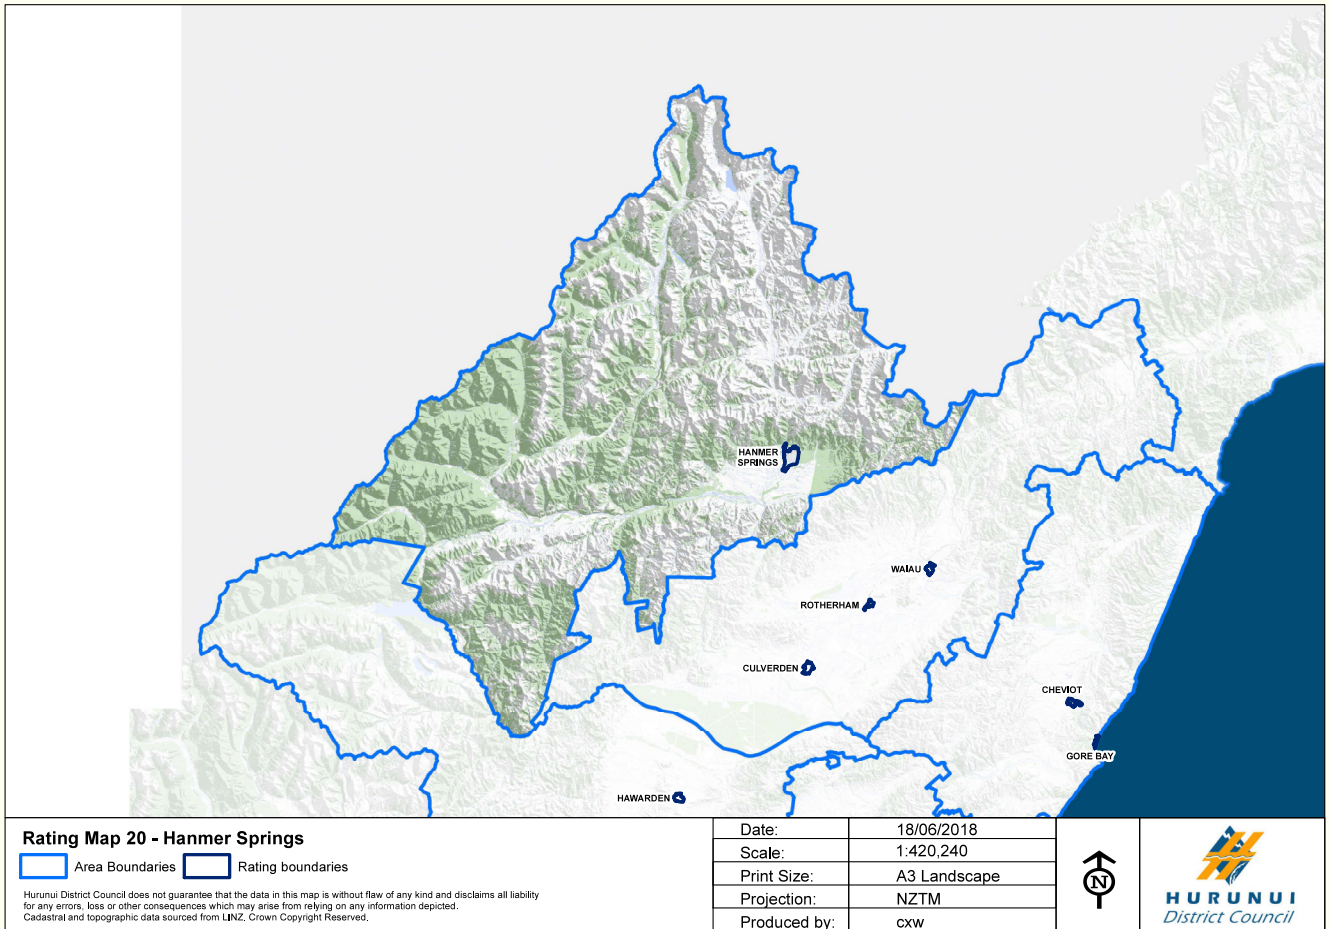 HANMER
SPRINGS
WAIAU
ROTHERHAM
CULVERDEN
CHEVIOT
GORE BAY
HAWARDEN
Rating Map 20 - Hanmer Springs
Area Boundaries Rating boundaries
Hurunui District Council does not guarantee that the data in this map is without flaw of any kind and disclaims all liability
for any errors, loss or other consequences which may arise from relying on any information depicted.
Cadastral and topographic data sourced from LINZ. Crown Copyright Reserved.
Date: 18/06/2018
Scale: 1:420,240
Print Size: A3 Landscape
Projection: NZTM
Produced by: cxw
N
HURUNUI
District Council